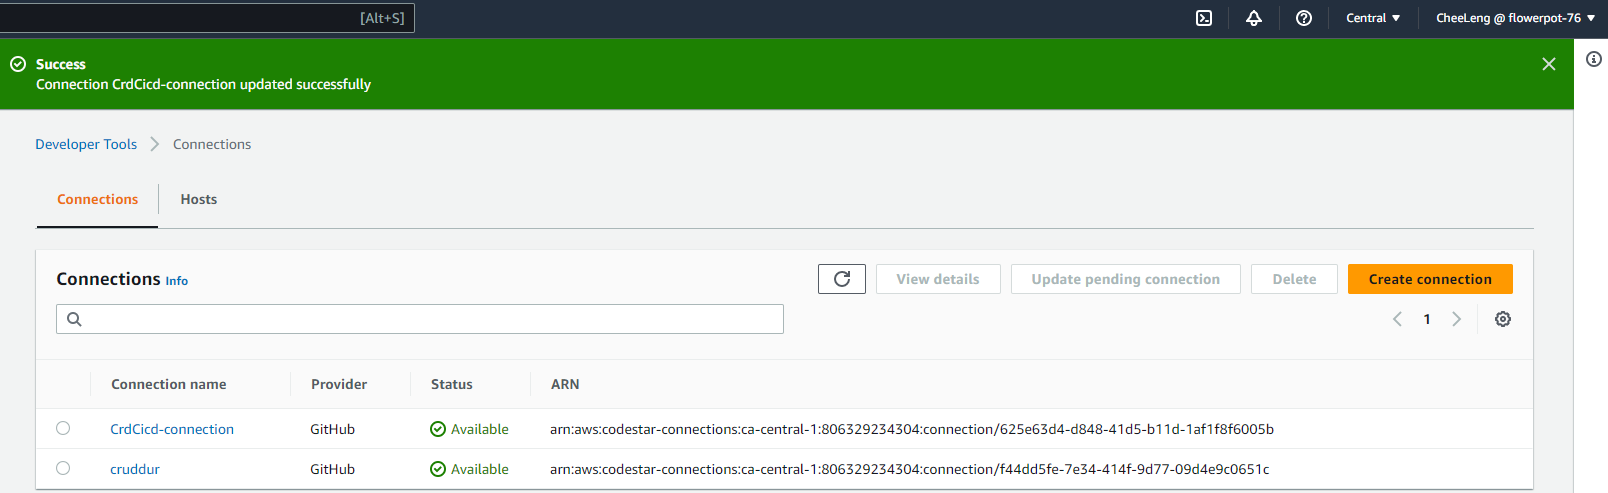 [Alt+S]
Central ▼
CheeLeng @ flowerpot-76 ▼
Success
Connection CrdCicd-connection updated successfully
Developer Tools > Connections
Connections
Hosts
Connections Info
View details
Update pending connection
Delete
Create connection
1
Connection name Provider Status ARN
CrdCicd-connection GitHub Available arn:aws:codestar-connections:ca-central-1:806329234304:connection/625e63d4-d848-41d5-b11d-1af1f8f6005b
cruddur GitHub Available arn:aws:codestar-connections:ca-central-1:806329234304:connection/f44dd5fe-7e34-414f-9d77-09d4e9c0651c